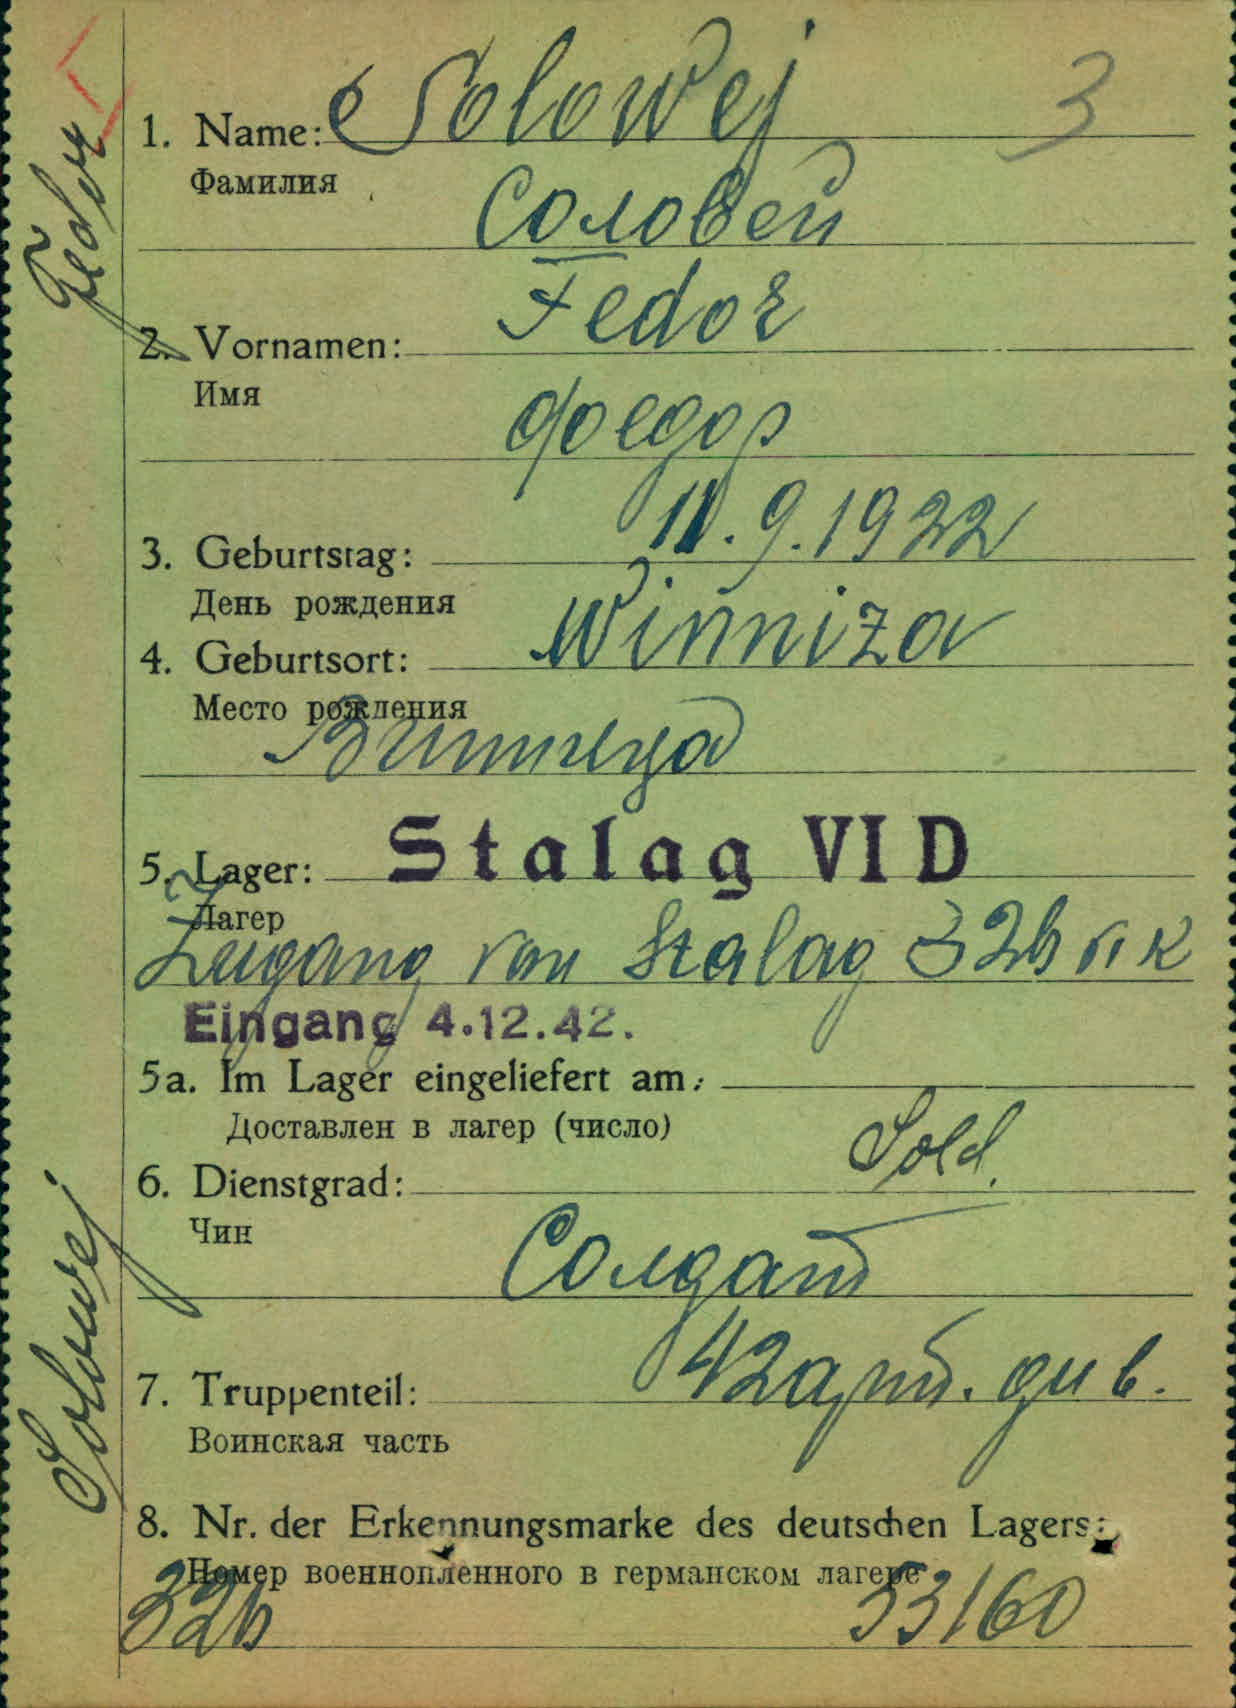 3
1. Name: Solowej
Фамилия
Соловей
Fedor
2. Vornamen: Fedor
Имя
Фоедор
3. Geburtstag: 11.9.1922
День рождения
4. Geburtsort: Winniza
Место рождения
Винница
5. Lager: Stalag VI D
Лагер
Zugang von Stalag 326 VI K
Eingang 4.12.42.
5a. Im Lager eingeliefert am:
Доставлен в лагер (число)
6. Dienstgrad: Sold.
Чин
Солдат
Solowej
7. Truppenteil: 42 арт. див.
Воинская часть
8. Nr. der Erkennungsmarke des deutschen Lagers:
Номер военнопленного в германском лагере
326 53160